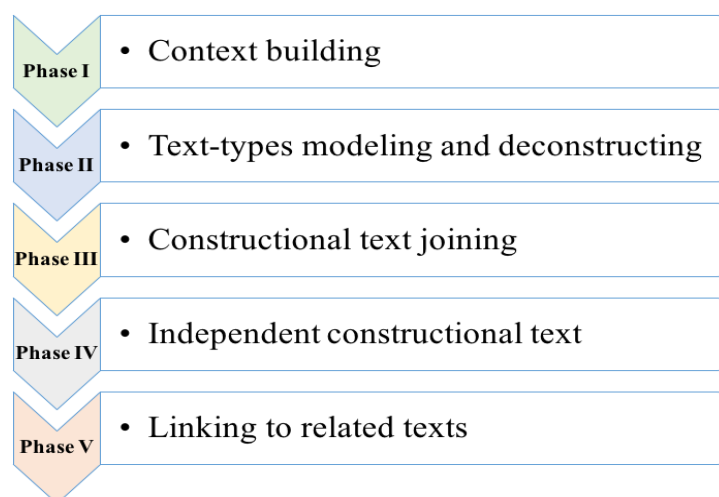 Phase I
• Context building
Phase II
• Text-types modeling and deconstructing
Phase III
• Constructional text joining
Phase IV
• Independent constructional text
Phase V
• Linking to related texts